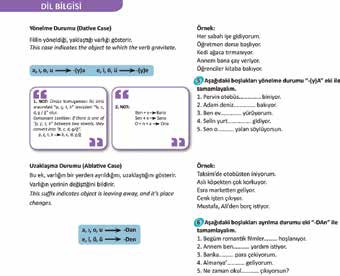 DİL BİLGİSİ
Yönelme Durumu (Dative Case)
Fiilin yöneldiği, yaklaştığı varlığı gösterir.
This case indicates the object to which the verb gravitate.
a, ı, o, u → -(y)a e, i, ö, ü → -(y)e
1. NOT:
2. NOT:
Ben + e → Bana
Sen + e → Sana
O + n + a → Ona
Uzaklaşma Durumu (Ablative Case)
Bu ek, varlığın bir yerden ayrıldığını, uzaklaştığını gösterir.
Varlığın yerinin değiştiğini bildirir.
This suffix indicates object is leaving away, and it's place
changes.
a, ı, o, u → -Dan
e, i, ö, ü → -Den
Örnek:
Her sabah işe gidiyorum.
Öğretmen derse başlıyor.
Kedi ağaca tırmanıyor.
Annem bana çay veriyor.
Öğrenciler kitaba bakıyor.
5 Aşağıdaki boşlukları yönelme durumu "-(y)A" eki ile
tamamlayalım.
1. Pervin otobüs............ biniyor.
2. Adam deniz............ bakıyor.
3. Ben ev............ yürüyorum.
4. Selin yurt............ gidiyor.
5. Sen o............ yalan söylüyorsun.
Örnek:
Taksim'de otobüsten iniyorum.
Aslı köpekten çok korkuyor.
Esra marketten geliyor.
Cenk işten çıkıyor.
Mustafa, Ali'den borç istiyor.
6 Aşağıdaki boşlukları ayrılma durumu eki "-DAn" ile
tamamlayalım.
1. Begüm romantik filmler......... hoşlanıyor.
2. Annem ben.........yardım istiyor.
3. Banka......... para çekiyorum.
4. Almanya'......... geliyorum.
5. Ne zaman okul......... çıkıyorsun?